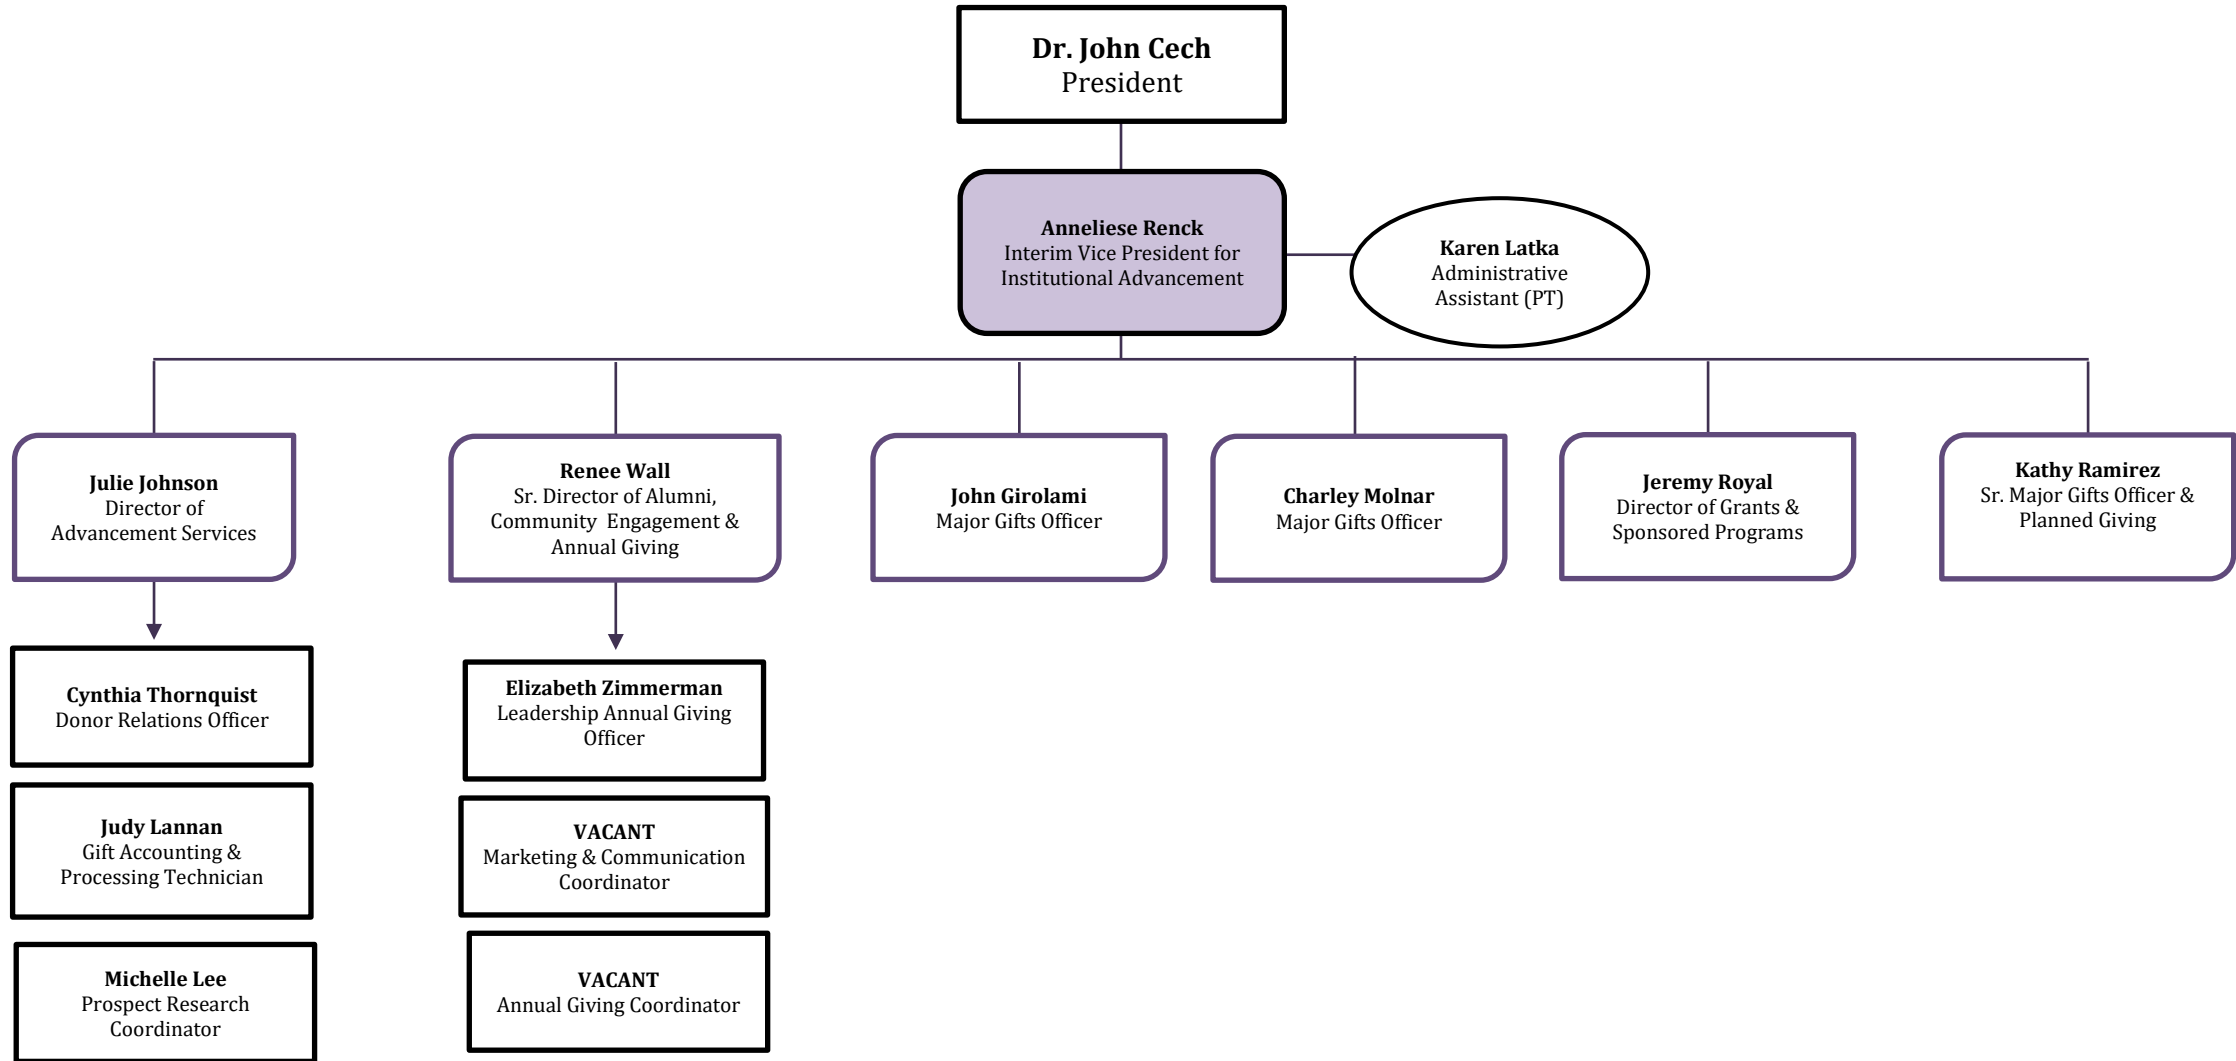 Dr. John Cech
President
Anneliese Renck
Interim Vice President for
Institutional Advancement
Karen Latka
Administrative
Assistant (PT)
Julie Johnson
Director of
Advancement Services
Renee Wall
Sr. Director of Alumni,
Community Engagement &
Annual Giving
John Girolami
Major Gifts Officer
Charley Molnar
Major Gifts Officer
Jeremy Royal
Director of Grants &
Sponsored Programs
Kathy Ramirez
Sr. Major Gifts Officer &
Planned Giving
Cynthia Thornquist
Donor Relations Officer
Elizabeth Zimmerman
Leadership Annual Giving
Officer
Judy Lannan
Gift Accounting &
Processing Technician
VACANT
Marketing & Communication
Coordinator
Michelle Lee
Prospect Research
Coordinator
VACANT
Annual Giving Coordinator